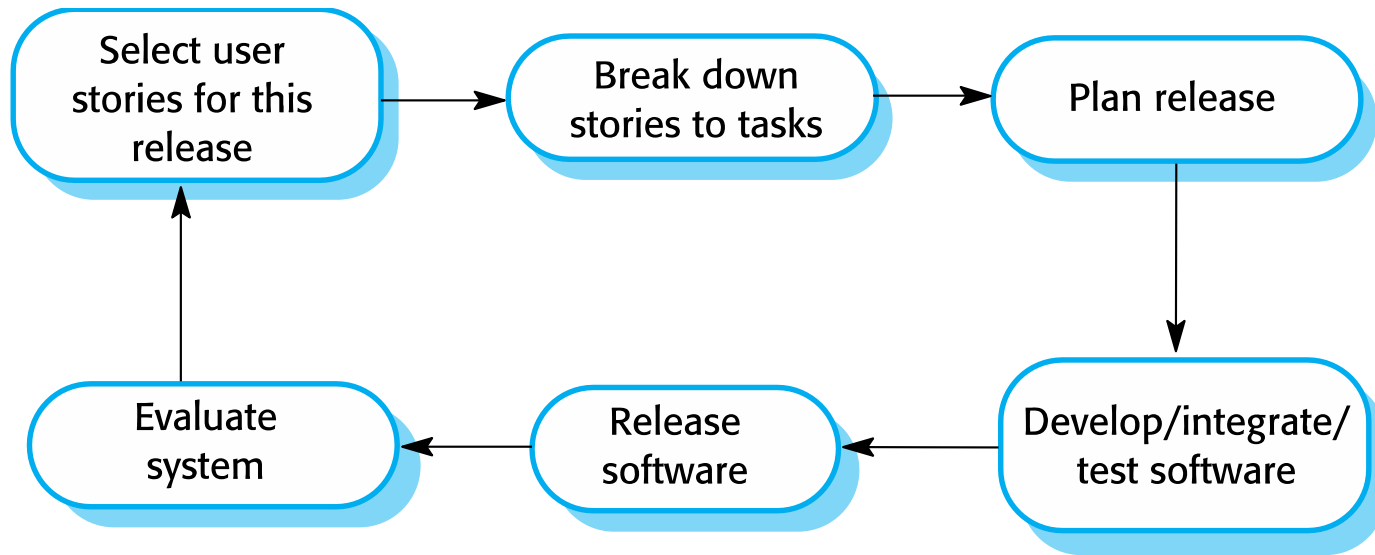 Select user
stories for this
release
Break down
stories to tasks
Plan release
Evaluate
system
Release
software
Develop/integrate/
test software